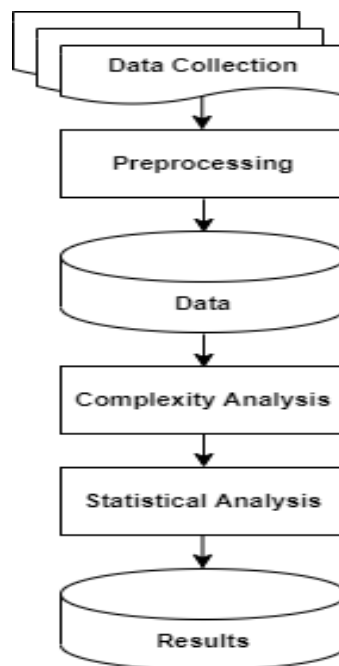 Data Collection
Preprocessing
Data
Complexity Analysis
Statistical Analysis
Results